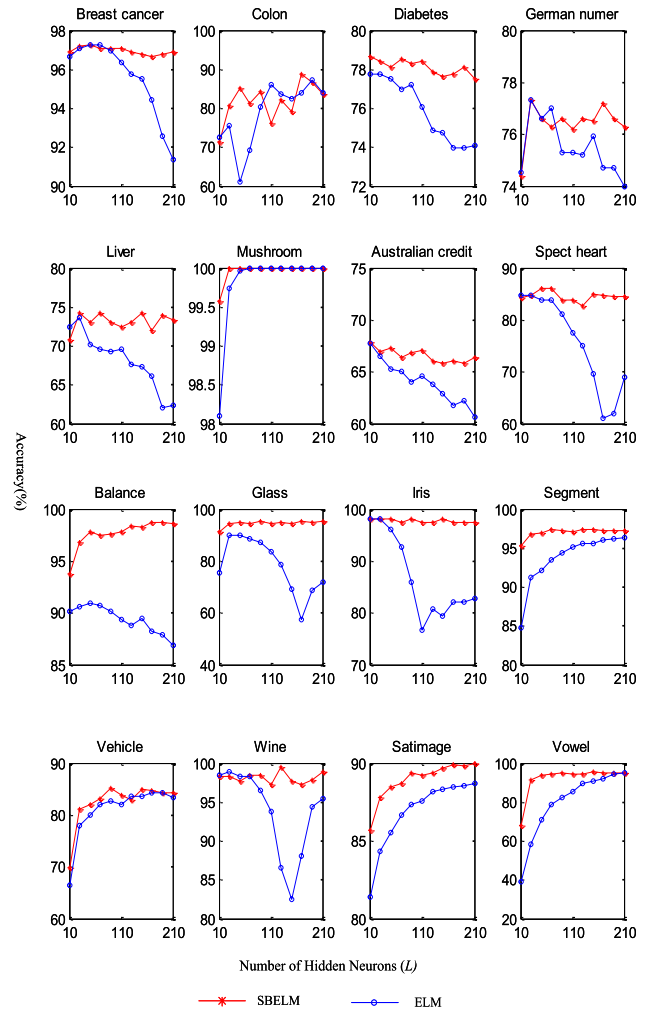 Breast cancer Colon Diabetes German numer
98 100 80 80
96 90 78 78
94 80 76 76
92 70 74
90 60 72 74
10 110 210 10 110 210 10 110 210 10 110 210
Liver Mushroom Australian credit Spect heart
80 100 75 90
75 99.5 80
70 99 70
65 98.5 65 70
60 98 60 60
10 110 210 10 110 210 10 110 210 10 110 210
Accuracy(%)
Balance Glass Iris Segment
100 100 100 100
95 80 90 95
90 60 80 90
85
85 40 70 80
10 110 210 10 110 210 10 110 210 10 110 210
Vehicle Wine Satimage Vowel
90 100 90 100
95 80
80 90 85 60
70 85 40
60 80 80 20
10 110 210 10 110 210 10 110 210 10 110 210
Number of Hidden Neurons (L)
SBELM ELM